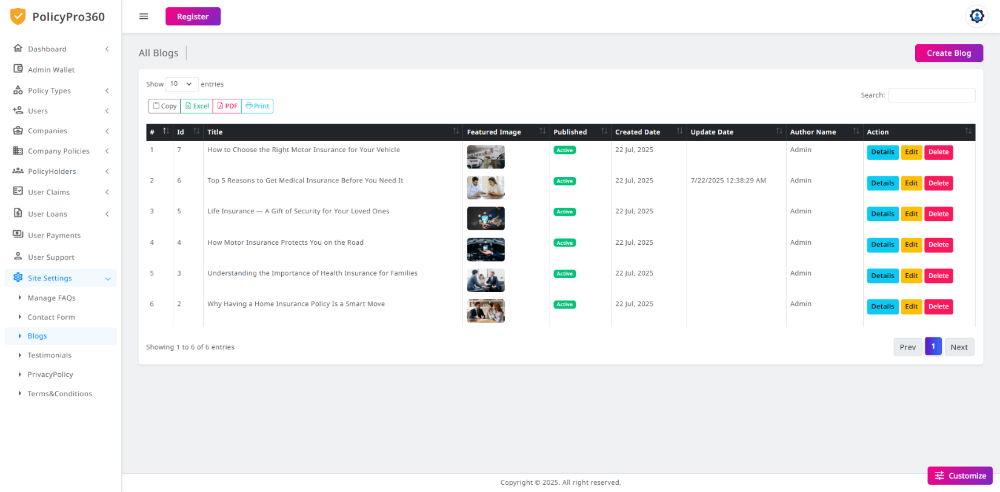 PolicyPro360
Register
Dashboard
Admin Wallet
Policy Types
Users
Companies
Company Policies
PolicyHolders
User Claims
User Loans
User Payments
User Support
Site Settings
Manage FAQs
Contact Form
Blogs
Testimonials
PrivacyPolicy
Terms&Conditions
All Blogs
Create Blog
Show 10 entries
Search:
Copy Excel PDF Print
# Id Title Featured Image Published Created Date Update Date Author Name Action
1 7 How to Choose the Right Motor Insurance for Your Vehicle Active 22 Jul, 2025 Admin Details Edit Delete
2 6 Top 5 Reasons to Get Medical Insurance Before You Need It Active 22 Jul, 2025 7/22/2025 12:38:29 AM Admin Details Edit Delete
3 5 Life Insurance — A Gift of Security for Your Loved Ones Active 22 Jul, 2025 Admin Details Edit Delete
4 4 How Motor Insurance Protects You on the Road Active 22 Jul, 2025 Admin Details Edit Delete
5 3 Understanding the Importance of Health Insurance for Families Active 22 Jul, 2025 Admin Details Edit Delete
6 2 Why Having a Home Insurance Policy Is a Smart Move Active 22 Jul, 2025 Admin Details Edit Delete
Showing 1 to 6 of 6 entries
Prev 1 Next
Customize
Copyright © 2025. All right reserved.